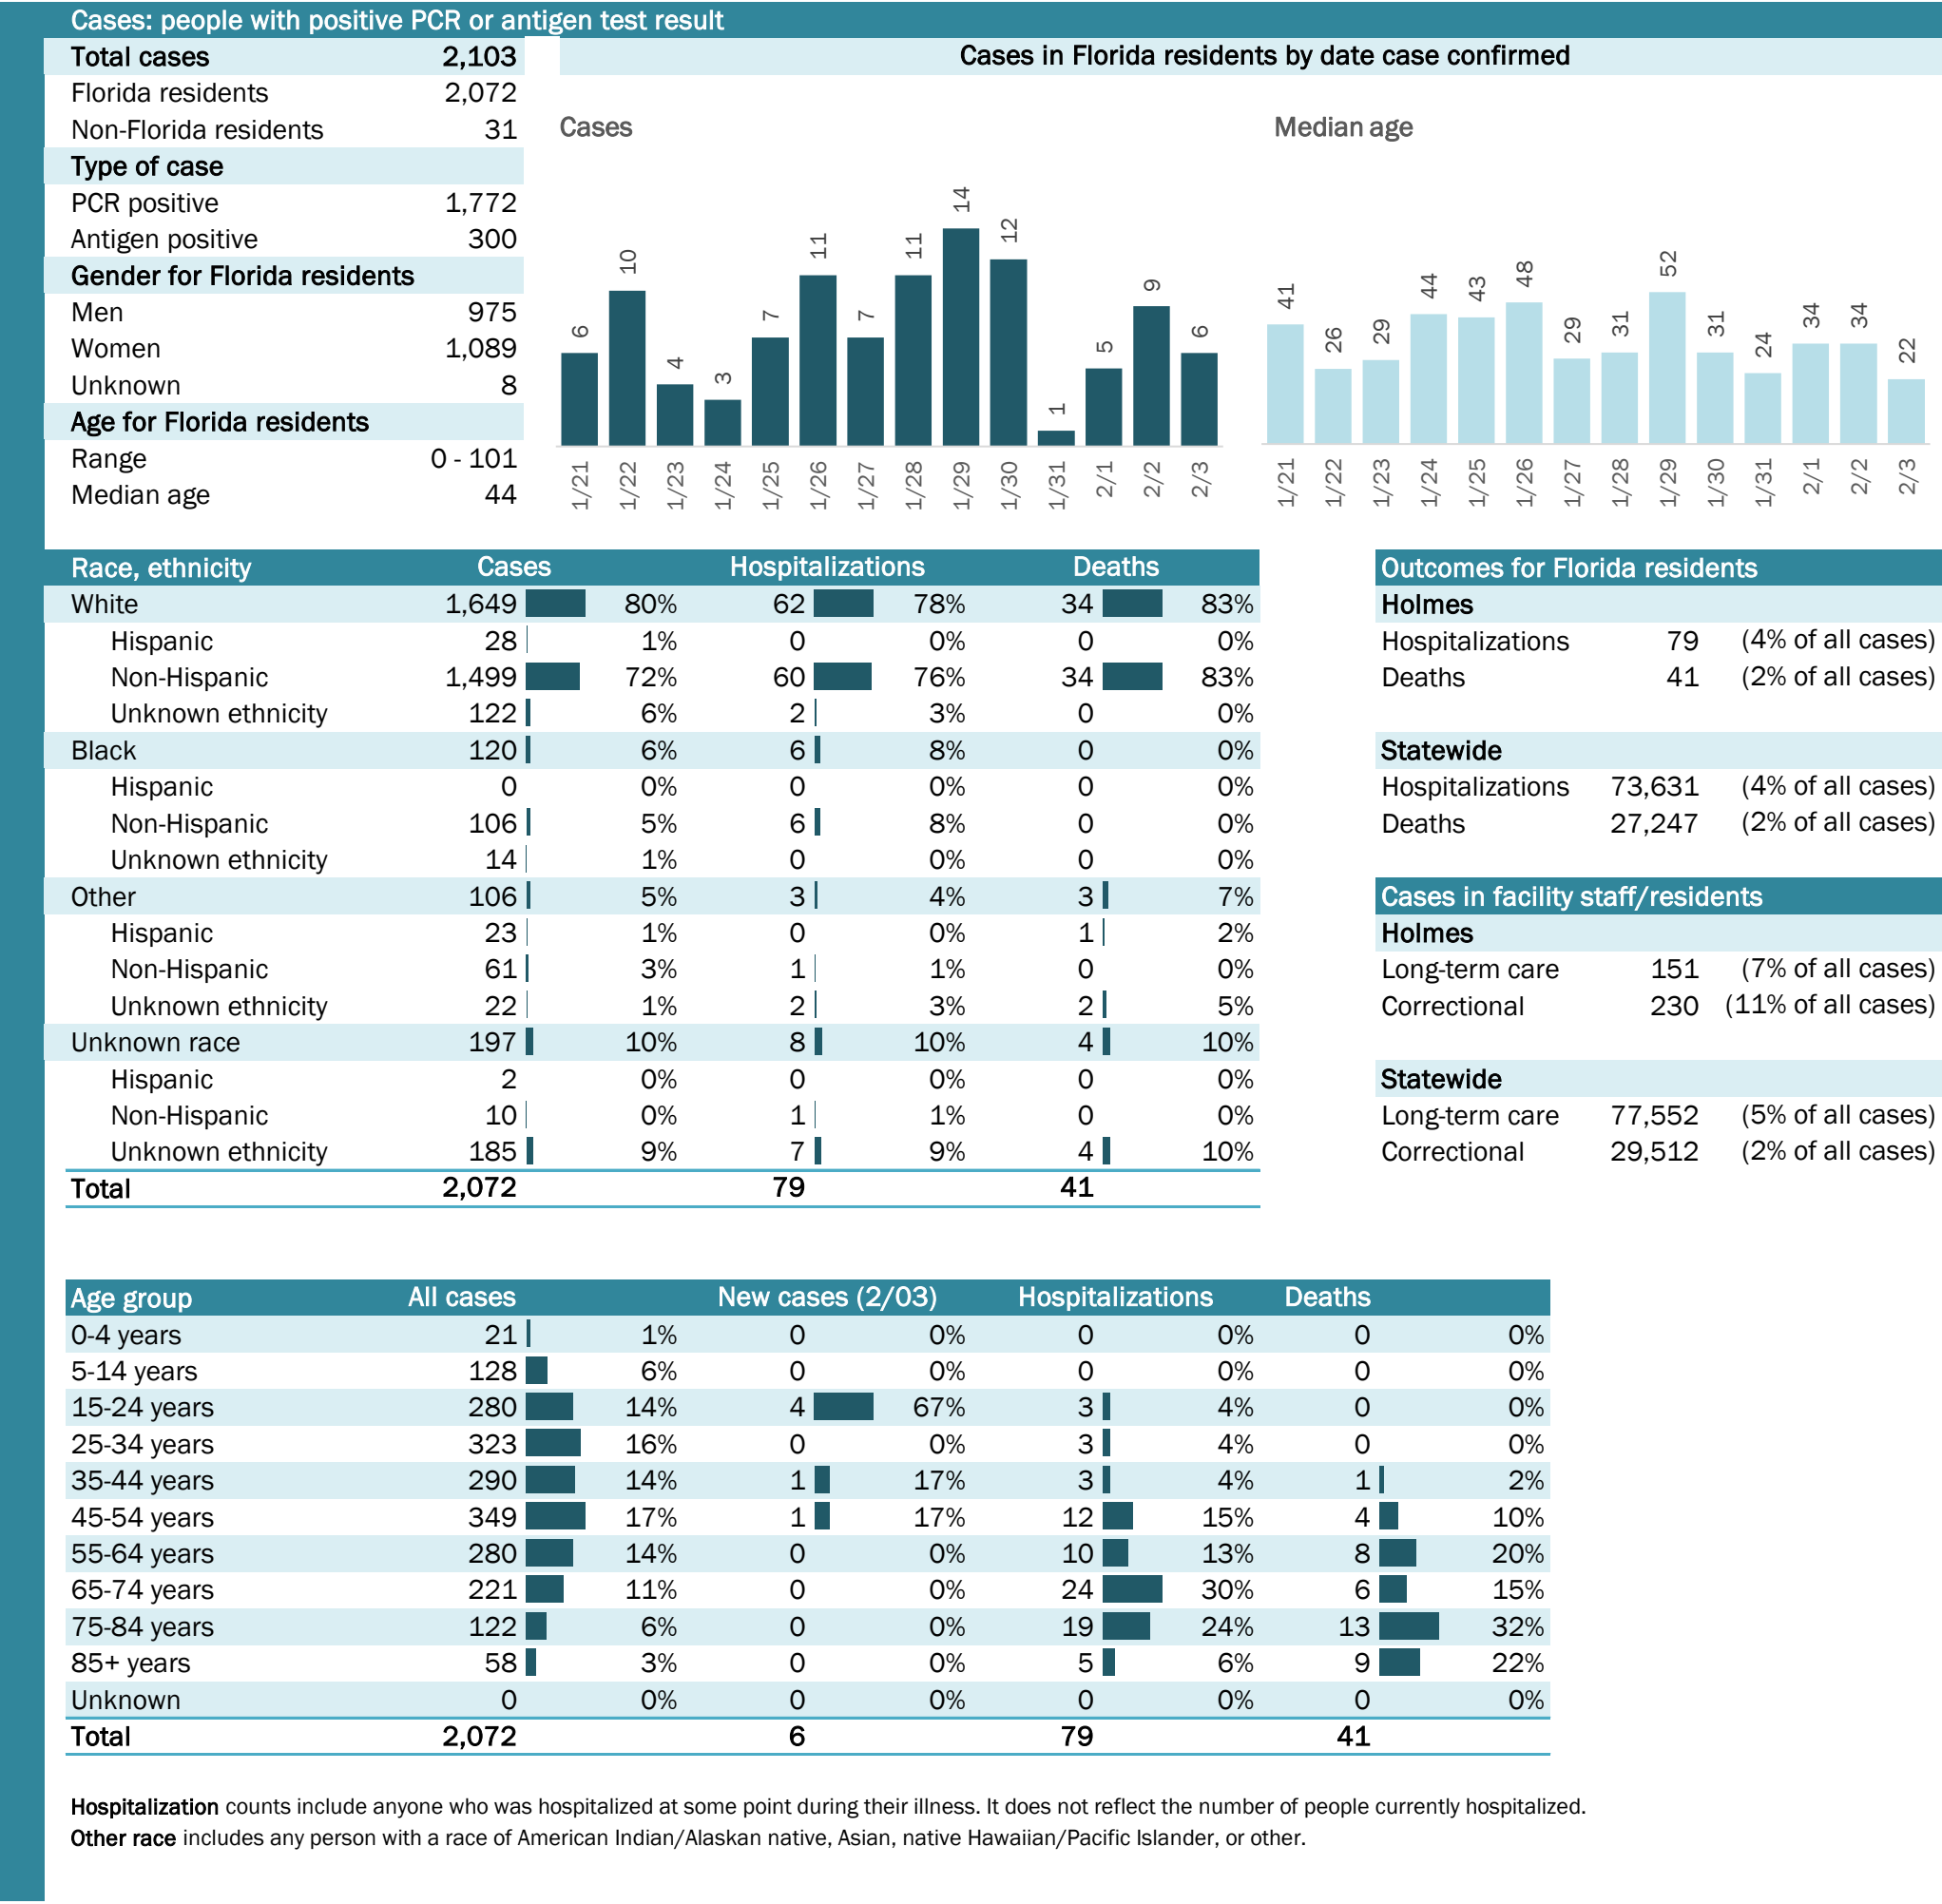 Cases: people with positive PCR or antigen test result
Total cases 2,103
Florida residents 2,072
Non-Florida residents 31
Type of case
PCR positive 1,772
Antigen positive 300
Gender for Florida residents
Men 975
Women 1,089
Unknown 8
Age for Florida residents
Range 0 - 101
Median age 44
Cases in Florida residents by date case confirmed
Cases
6 10 4 3 7 11 7 11 14 12 1 5 9 6
1/21 1/22 1/23 1/24 1/25 1/26 1/27 1/28 1/29 1/30 1/31 2/1 2/2 2/3
Median age
41 26 29 44 43 48 29 31 52 31 24 34 34 22
1/21 1/22 1/23 1/24 1/25 1/26 1/27 1/28 1/29 1/30 1/31 2/1 2/2 2/3
Race, ethnicity Cases Hospitalizations Deaths
White 1,649 80% 62 78% 34 83%
Hispanic 28 1% 0 0% 0 0%
Non-Hispanic 1,499 72% 60 76% 34 83%
Unknown ethnicity 122 6% 2 3% 0 0%
Black 120 6% 6 8% 0 0%
Hispanic 0 0% 0 0% 0 0%
Non-Hispanic 106 5% 6 8% 0 0%
Unknown ethnicity 14 1% 0 0% 0 0%
Other 106 5% 3 4% 3 7%
Hispanic 23 1% 0 0% 1 2%
Non-Hispanic 61 3% 1 1% 0 0%
Unknown ethnicity 22 1% 2 3% 2 5%
Unknown race 197 10% 8 10% 4 10%
Hispanic 2 0% 0 0% 0 0%
Non-Hispanic 10 0% 1 1% 0 0%
Unknown ethnicity 185 9% 7 9% 4 10%
Total 2,072 79 41
Outcomes for Florida residents
Holmes
Hospitalizations 79 (4% of all cases)
Deaths 41 (2% of all cases)
Statewide
Hospitalizations 73,631 (4% of all cases)
Deaths 27,247 (2% of all cases)
Cases in facility staff/residents
Holmes
Long-term care 151 (7% of all cases)
Correctional 230 (11% of all cases)
Statewide
Long-term care 77,552 (5% of all cases)
Correctional 29,512 (2% of all cases)
Age group All cases New cases (2/03) Hospitalizations Deaths
0-4 years 21 1% 0 0% 0 0% 0 0%
5-14 years 128 6% 0 0% 0 0% 0 0%
15-24 years 280 14% 4 67% 3 4% 0 0%
25-34 years 323 16% 0 0% 3 4% 0 0%
35-44 years 290 14% 1 17% 3 4% 1 2%
45-54 years 349 17% 1 17% 12 15% 4 10%
55-64 years 280 14% 0 0% 10 13% 8 20%
65-74 years 221 11% 0 0% 24 30% 6 15%
75-84 years 122 6% 0 0% 19 24% 13 32%
85+ years 58 3% 0 0% 5 6% 9 22%
Unknown 0 0% 0 0% 0 0% 0 0%
Total 2,072 6 79 41
Hospitalization counts include anyone who was hospitalized at some point during their illness. It does not reflect the number of people currently hospitalized.
Other race includes any person with a race of American Indian/Alaskan native, Asian, native Hawaiian/Pacific Islander, or other.